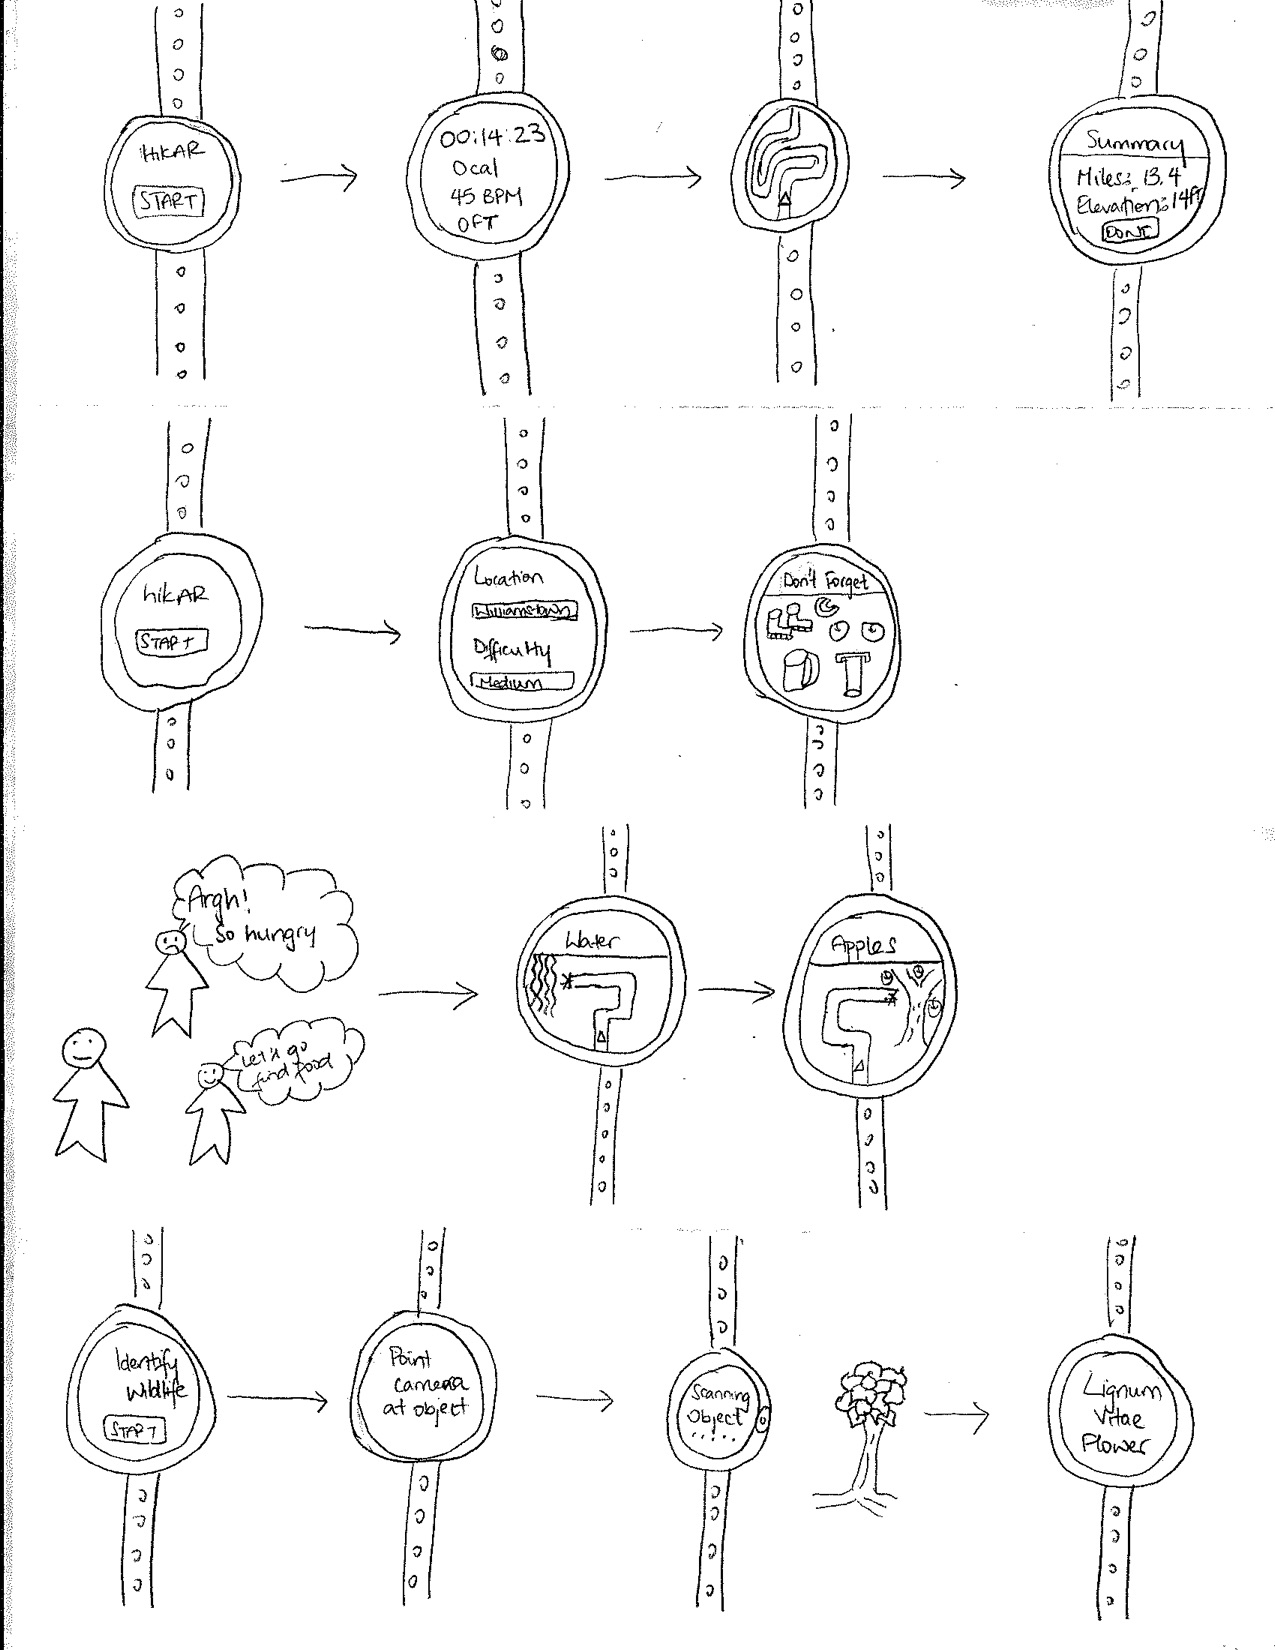 HikAR
START
00:14:23
0cal
45 BPM
0FT
Summary
Miles: 13.4
Elevation: 14ft
DONE
hikAR
START
Location
Williamstown
Difficulty
Medium
Don't Forget
Argh!
So hungry
Let's go
find food
Water
Apples
Identify
Wildlife
START
Point
camera
at object
Scanning
Object
.....
Lignum
Vitae
Flower